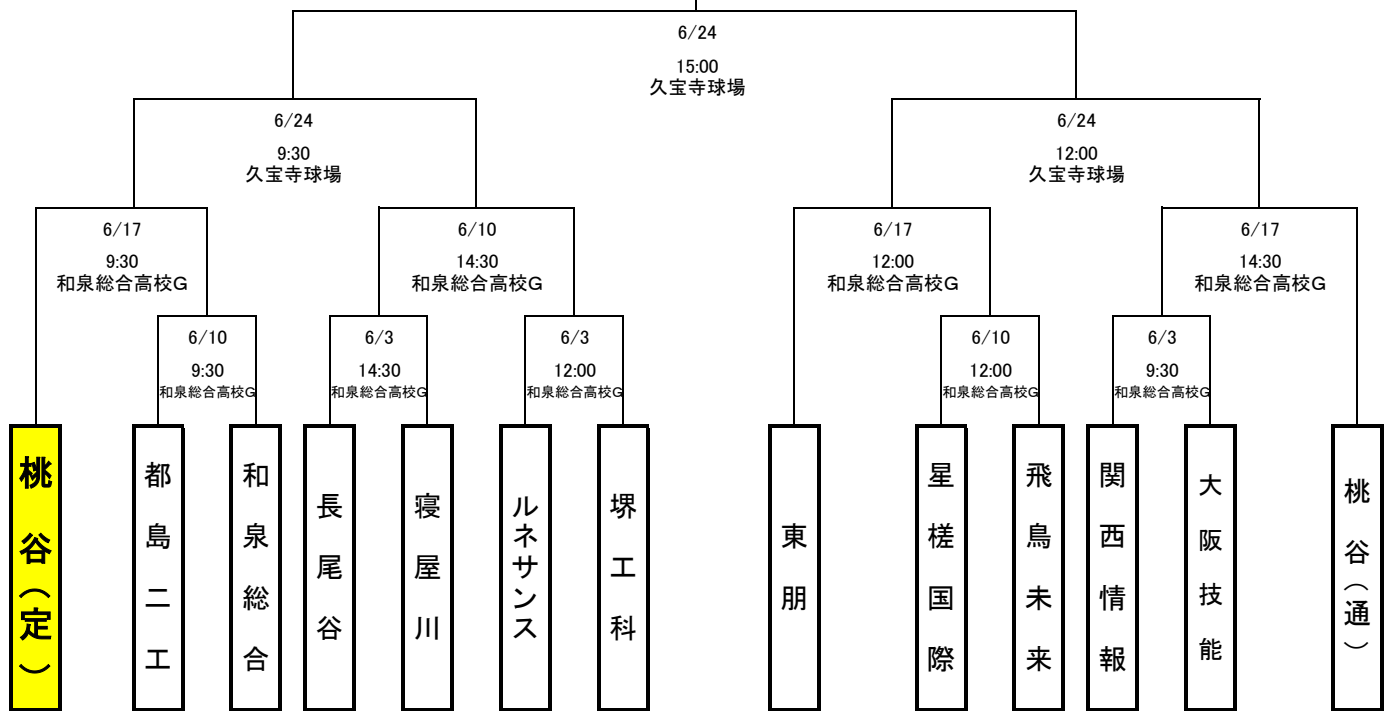 6/24
15:00
久宝寺球場
6/24
9:30
久宝寺球場
6/24
12:00
久宝寺球場
6/17
9:30
和泉総合高校G
6/10
14:30
和泉総合高校G
6/17
12:00
和泉総合高校G
6/17
14:30
和泉総合高校G
6/10
9:30
和泉総合高校G
6/3
14:30
和泉総合高校G
6/3
12:00
和泉総合高校G
6/10
12:00
和泉総合高校G
6/3
9:30
和泉総合高校G
桃谷(定)
都島二工
和泉総合
長尾谷
寝屋川
ルネサンス
堺工科
東朋
星槎国際
飛鳥未来
関西情報
大阪技能
桃谷(通)